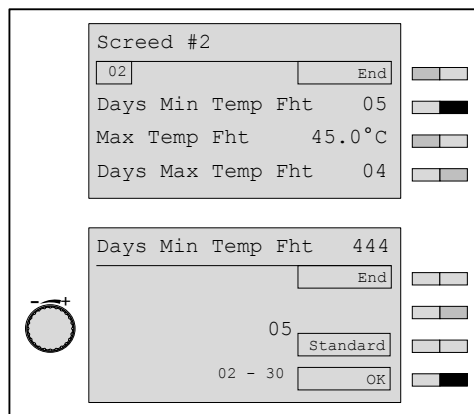 Screed #2
02 End
Days Min Temp Fht 05
Max Temp Fht 45.0°C
Days Max Temp Fht 04
Days Min Temp Fht 444
End
- +
05
Standard
02 - 30 OK